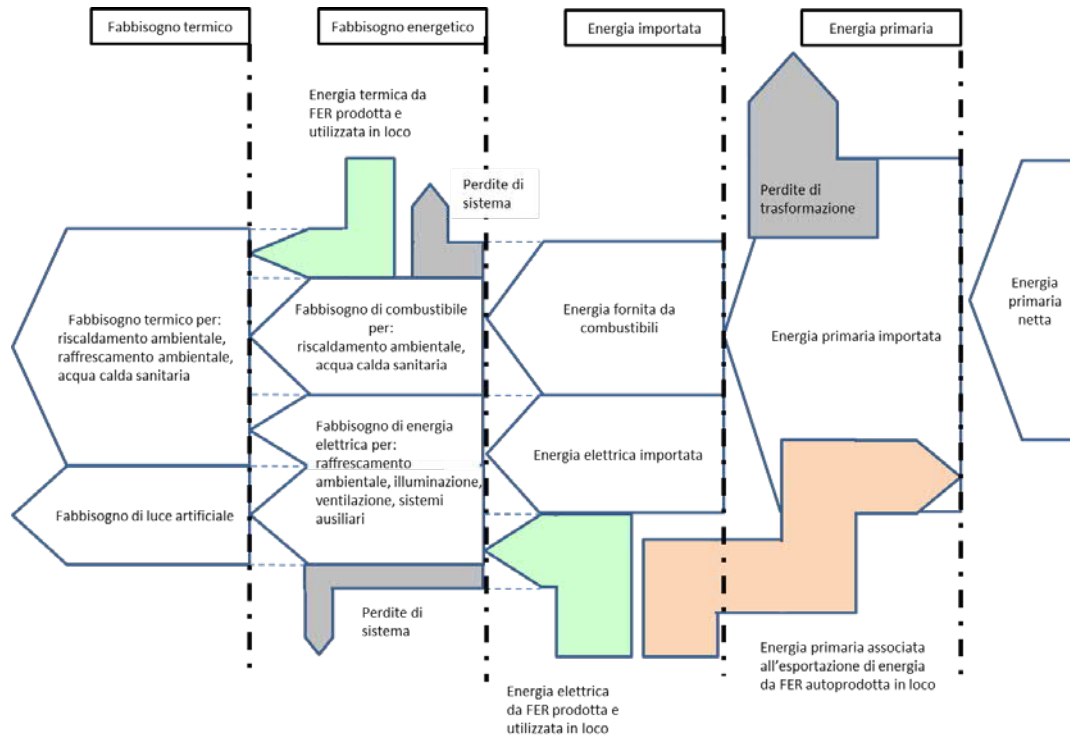 Fabbisogno termico
Fabbisogno energetico
Energia importata
Energia primaria
Energia termica da
FER prodotta e
utilizzata in loco
Perdite di
sistema
Perdite di
trasformazione
Fabbisogno termico per:
riscaldamento ambientale,
raffrescamento ambientale,
acqua calda sanitaria
Fabbisogno di combustibile
per:
riscaldamento ambientale,
acqua calda sanitaria
Energia fornita da
combustibili
Energia primaria importata
Energia
primaria
netta
Fabbisogno di luce artificiale
Fabbisogno di energia
elettrica per:
raffrescamento
ambientale, illuminazione,
ventilazione, sistemi
ausiliari
Energia elettrica importata
Perdite di
sistema
Energia elettrica
da FER prodotta e
utilizzata in loco
Energia primaria associata
all'esportazione di energia
da FER autoprodotta in loco